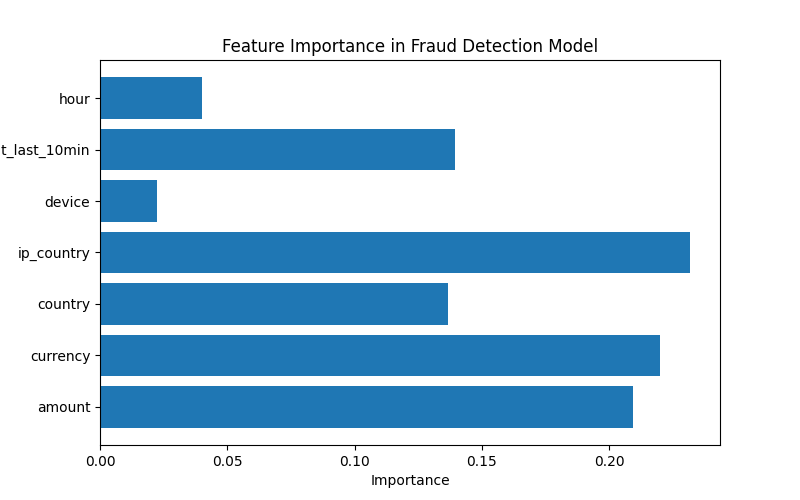 Feature Importance in Fraud Detection Model
hour
t_last_10min
device
ip_country
country
currency
amount
0.00 0.05 0.10 0.15 0.20
Importance